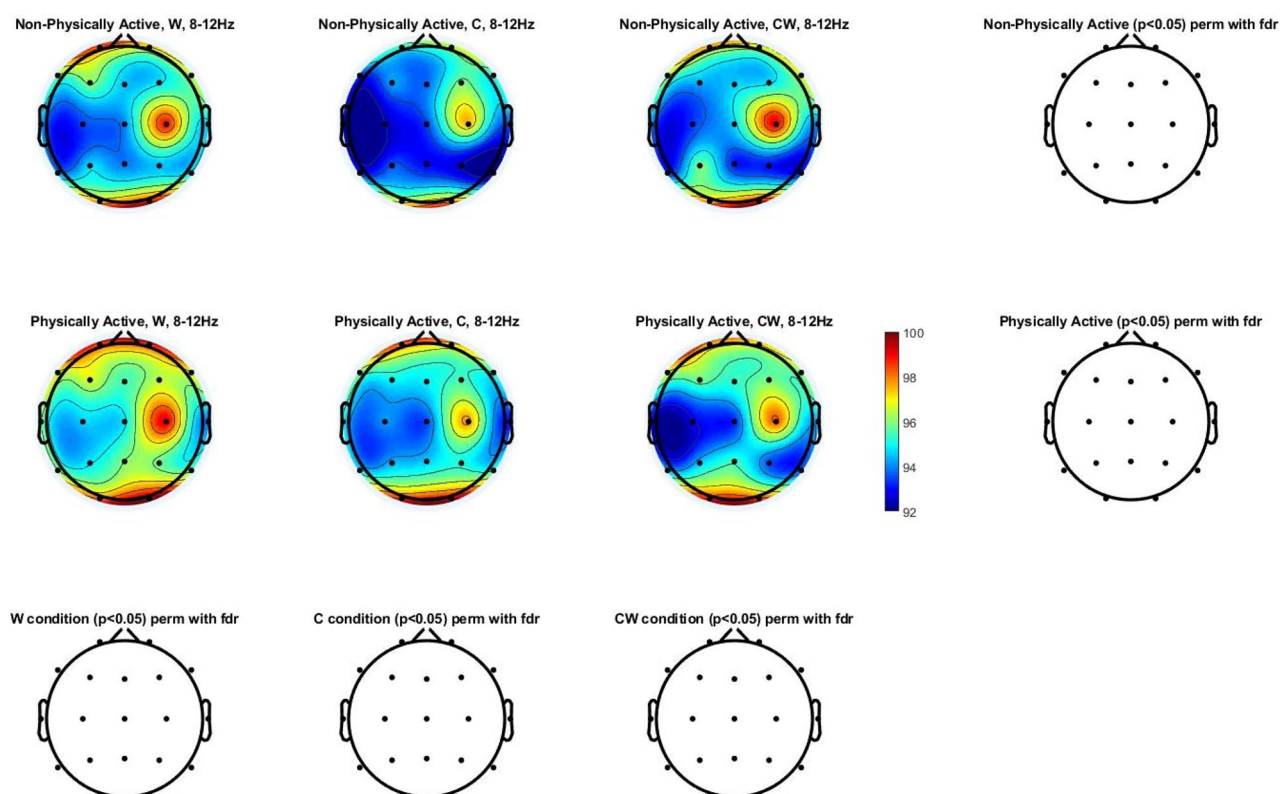 Non-Physically Active, W, 8-12Hz
Non-Physically Active, C, 8-12Hz
Non-Physically Active, CW, 8-12Hz
Non-Physically Active (p<0.05) perm with fdr
Physically Active, W, 8-12Hz
Physically Active, C, 8-12Hz
Physically Active, CW, 8-12Hz
Physically Active (p<0.05) perm with fdr
100
98
96
94
92
W condition (p<0.05) perm with fdr
C condition (p<0.05) perm with fdr
CW condition (p<0.05) perm with fdr